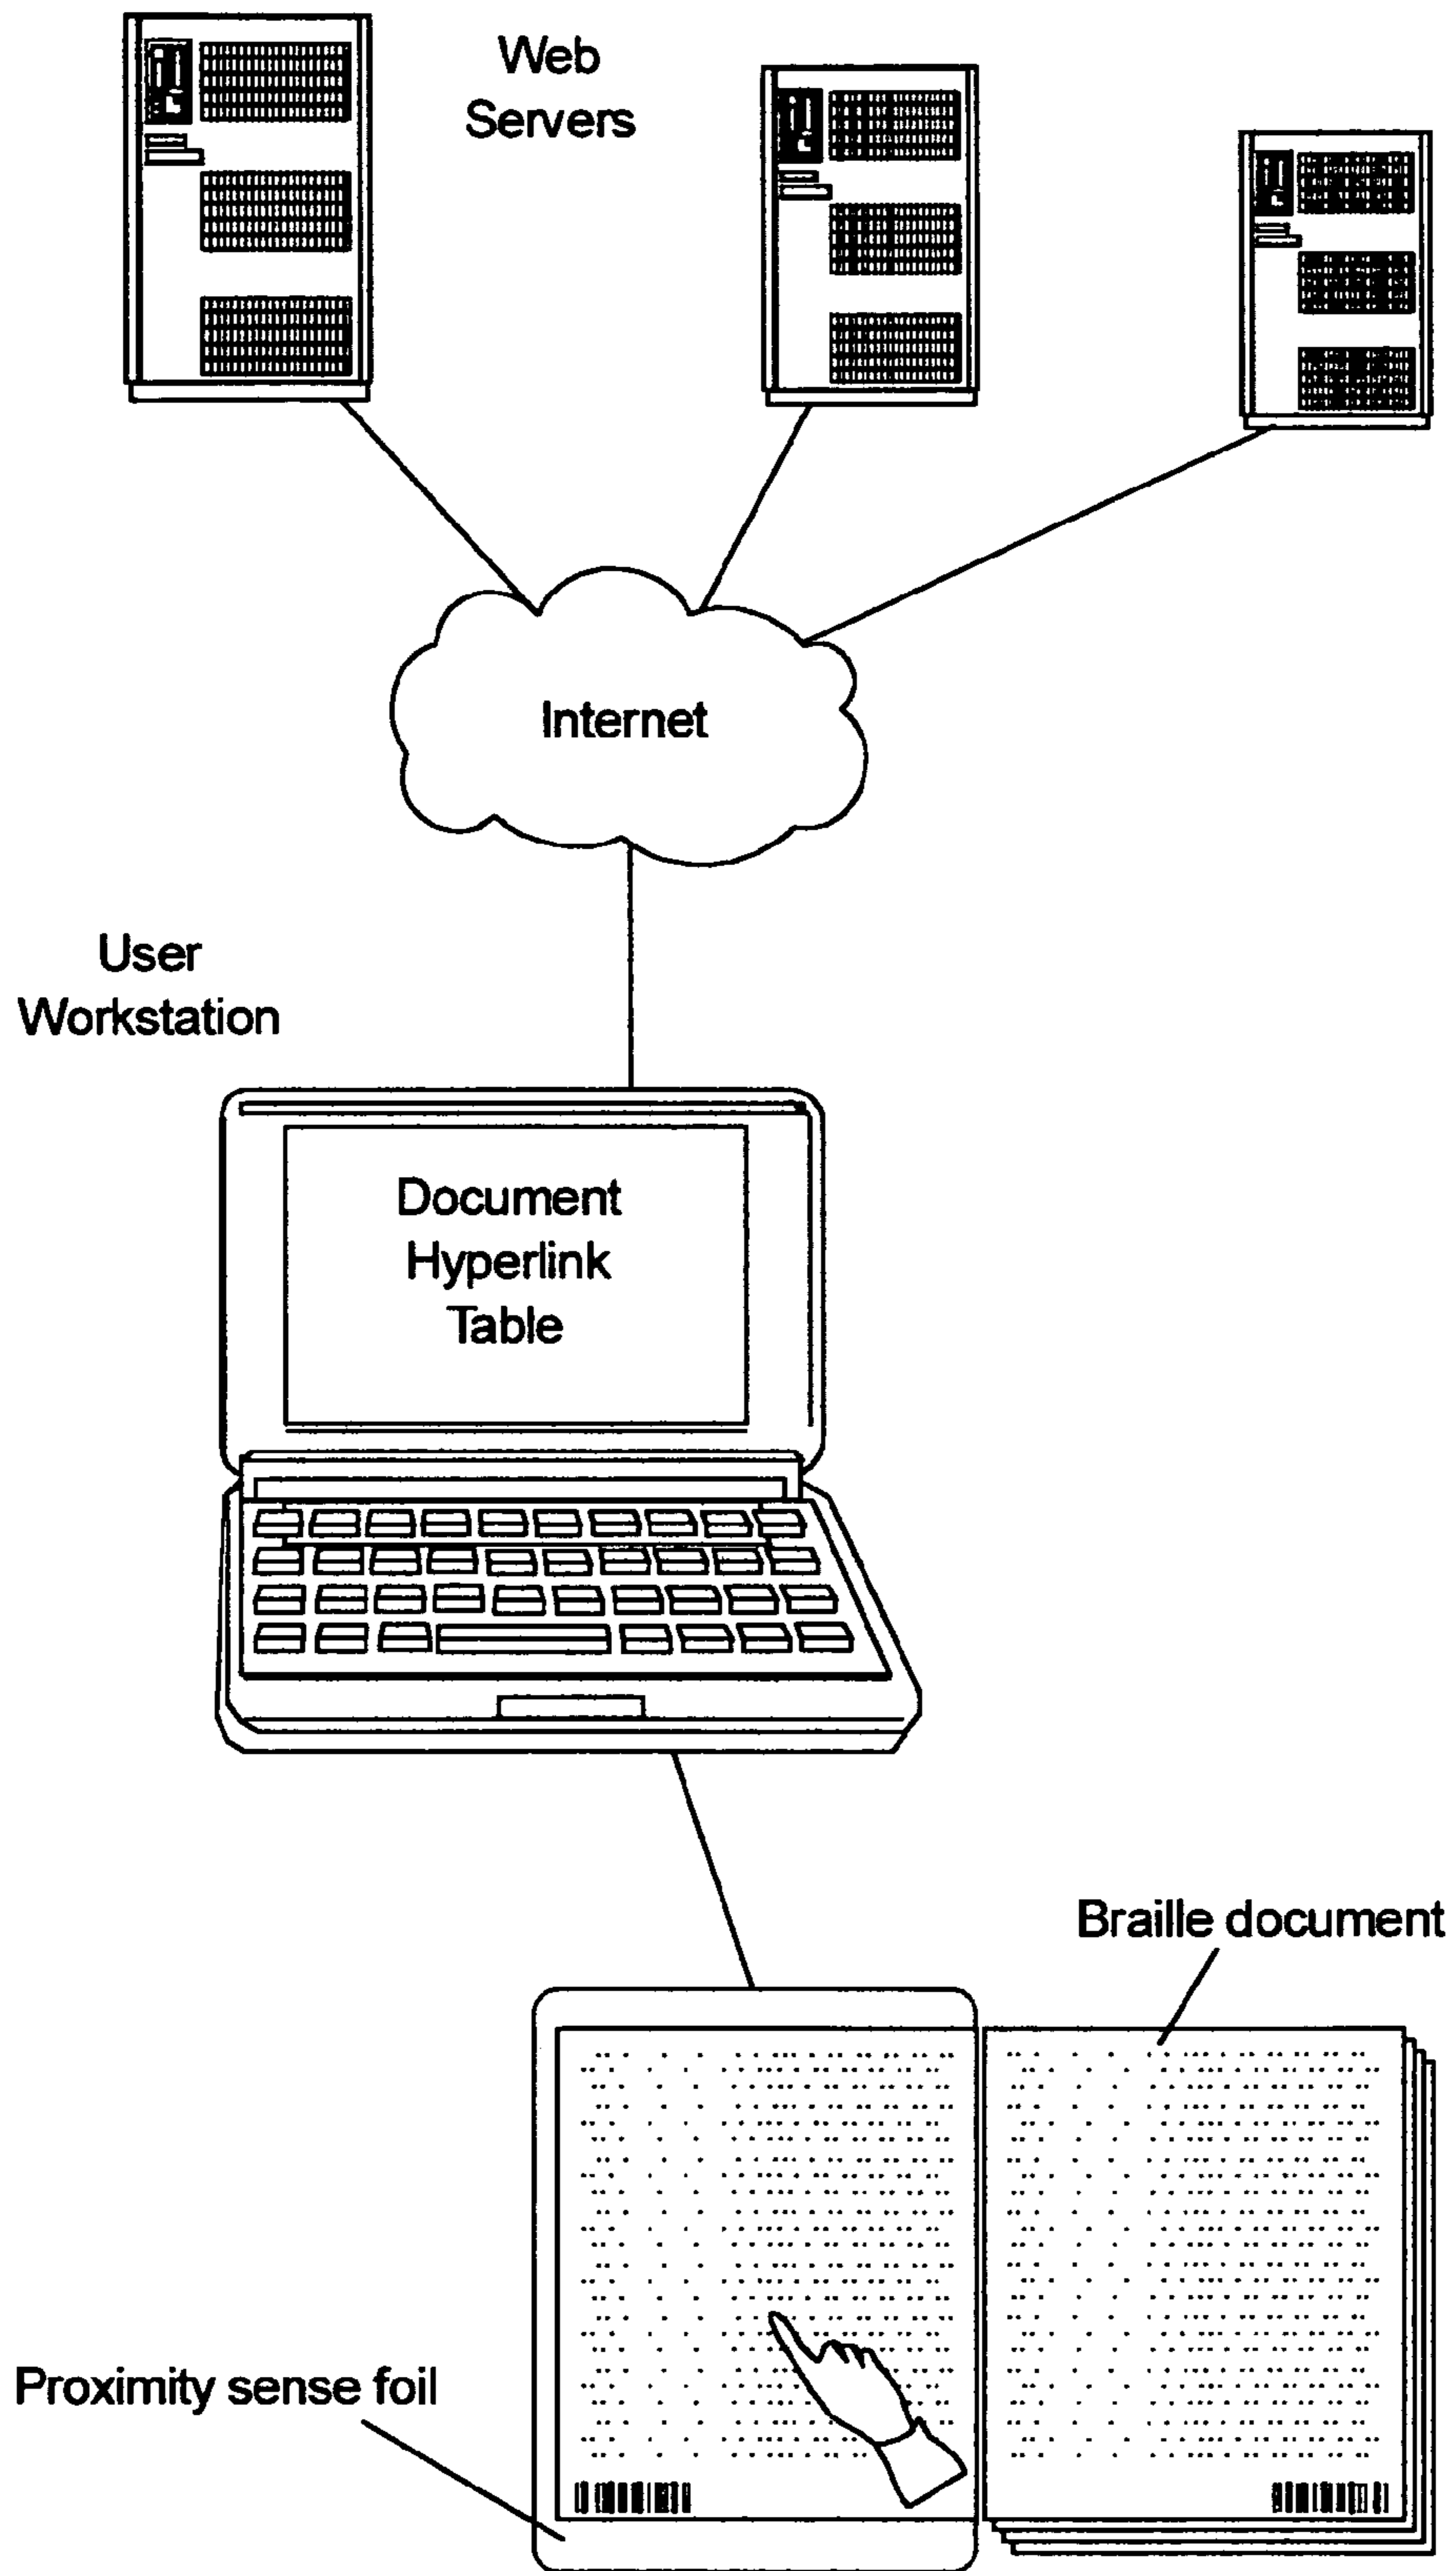 Web
Servers
Internet
User
Workstation
Document
Hyperlink
Table
Braille document
Proximity sense foil